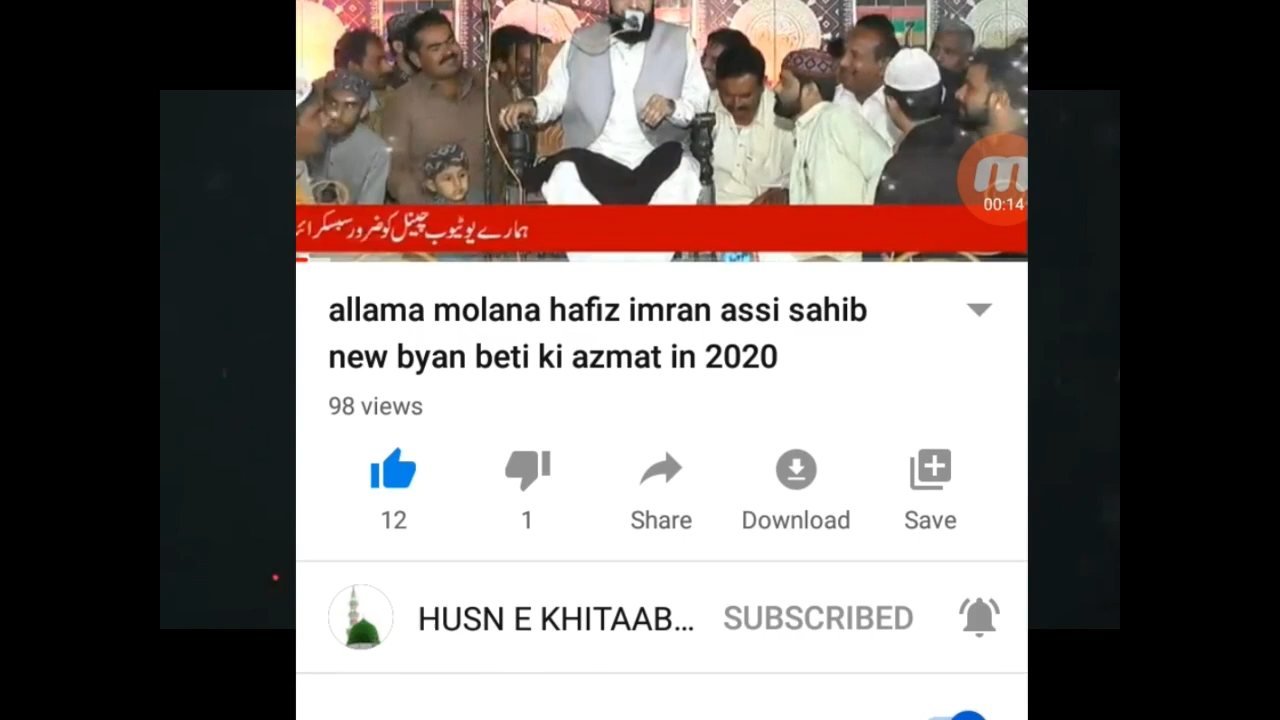 00:14
ہمارے یوٹیوب چینل کو ضرور سبسکرائ
allama molana hafiz imran assi sahib
new byan beti ki azmat in 2020
98 views
12
1
Share
Download
Save
HUSN E KHITAAB...
SUBSCRIBED